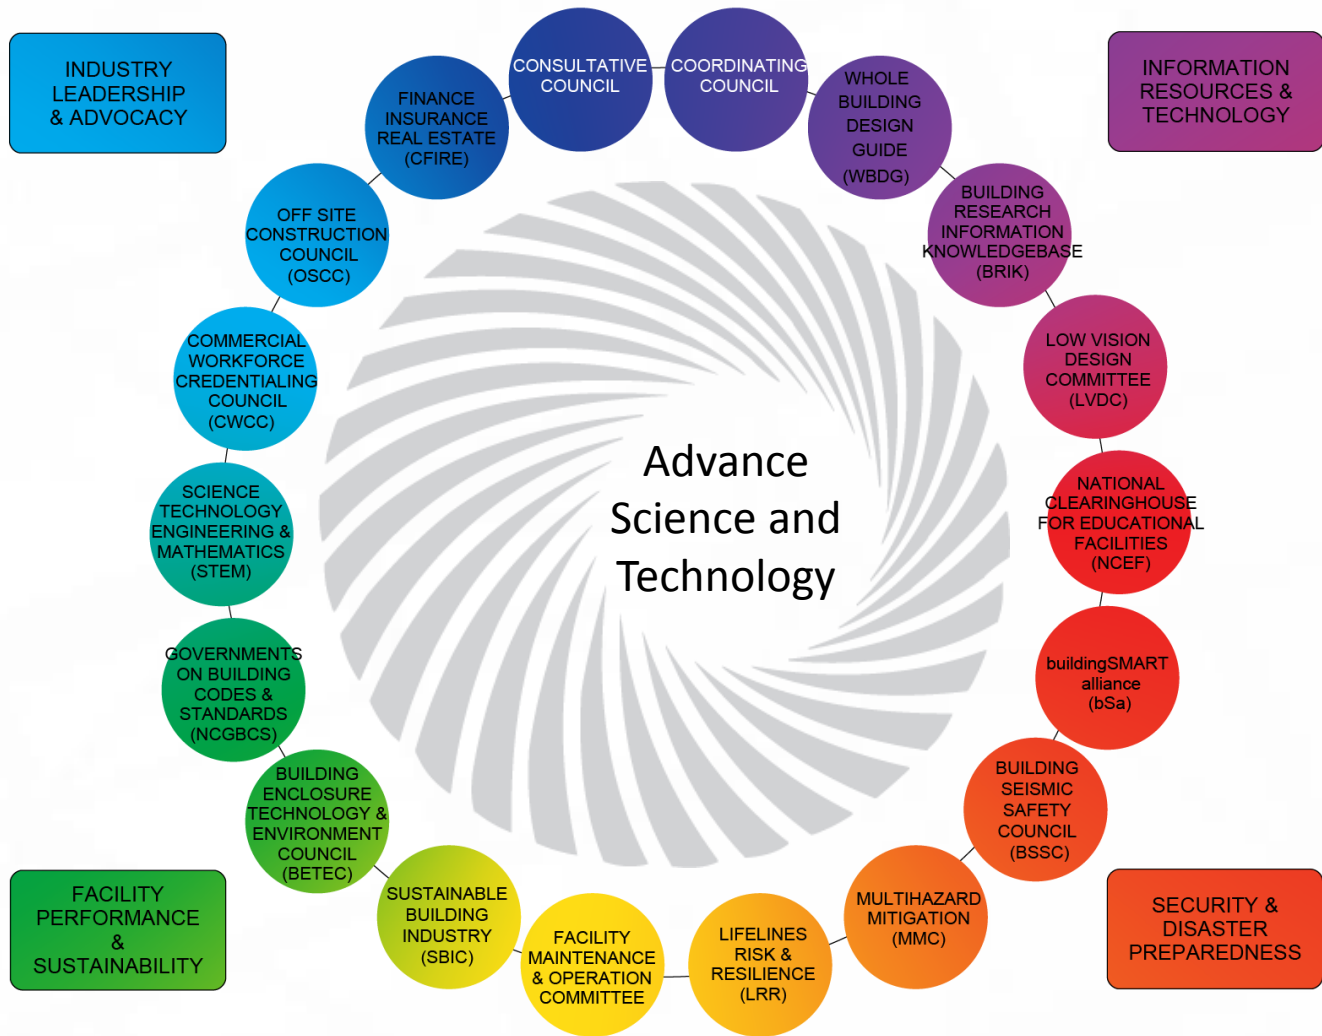 INDUSTRY
LEADERSHIP
& ADVOCACY
INFORMATION
RESOURCES &
TECHNOLOGY
CONSULTATIVE
COUNCIL
COORDINATING
COUNCIL
WHOLE
BUILDING
DESIGN
GUIDE
(WBDG)
BUILDING
RESEARCH
INFORMATION
KNOWLEDGEBASE
(BRIK)
LOW VISION
DESIGN
COMMITTEE
(LVDC)
NATIONAL
CLEARINGHOUSE
FOR EDUCATIONAL
FACILITIES
(NCEF)
buildingSMART
alliance
(bSa)
BUILDING
SEISMIC
SAFETY
COUNCIL
(BSSC)
MULTIHAZARD
MITIGATION
(MMC)
LIFELINES
RISK &
RESILIENCE
(LRR)
FACILITY
MAINTENANCE
& OPERATION
COMMITTEE
SUSTAINABLE
BUILDING
INDUSTRY
(SBIC)
BUILDING
ENCLOSURE
TECHNOLOGY &
ENVIRONMENT
COUNCIL
(BETEC)
GOVERNMENTS
ON BUILDING
CODES &
STANDARDS
(NCGBCS)
SCIENCE
TECHNOLOGY
ENGINEERING &
MATHEMATICS
(STEM)
COMMERCIAL
WORKFORCE
CREDENTIALING
COUNCIL
(CWCC)
OFF SITE
CONSTRUCTION
COUNCIL
(OSCC)
FINANCE
INSURANCE
REAL ESTATE
(CFIRE)
Advance
Science and
Technology
FACILITY
PERFORMANCE
&
SUSTAINABILITY
SECURITY &
DISASTER
PREPAREDNESS